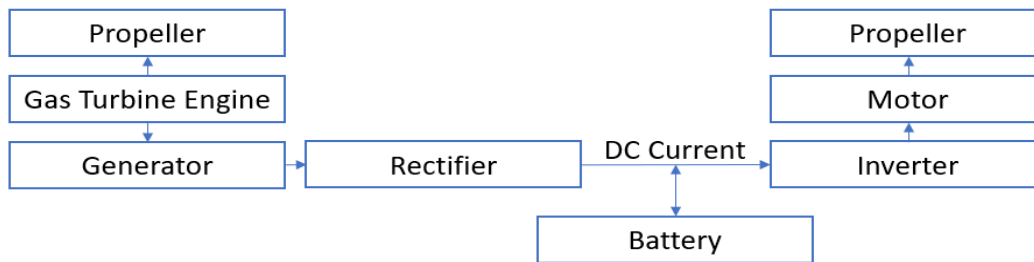 Propeller
Gas Turbine Engine
Generator
Rectifier
DC Current
Battery
Propeller
Motor
Inverter